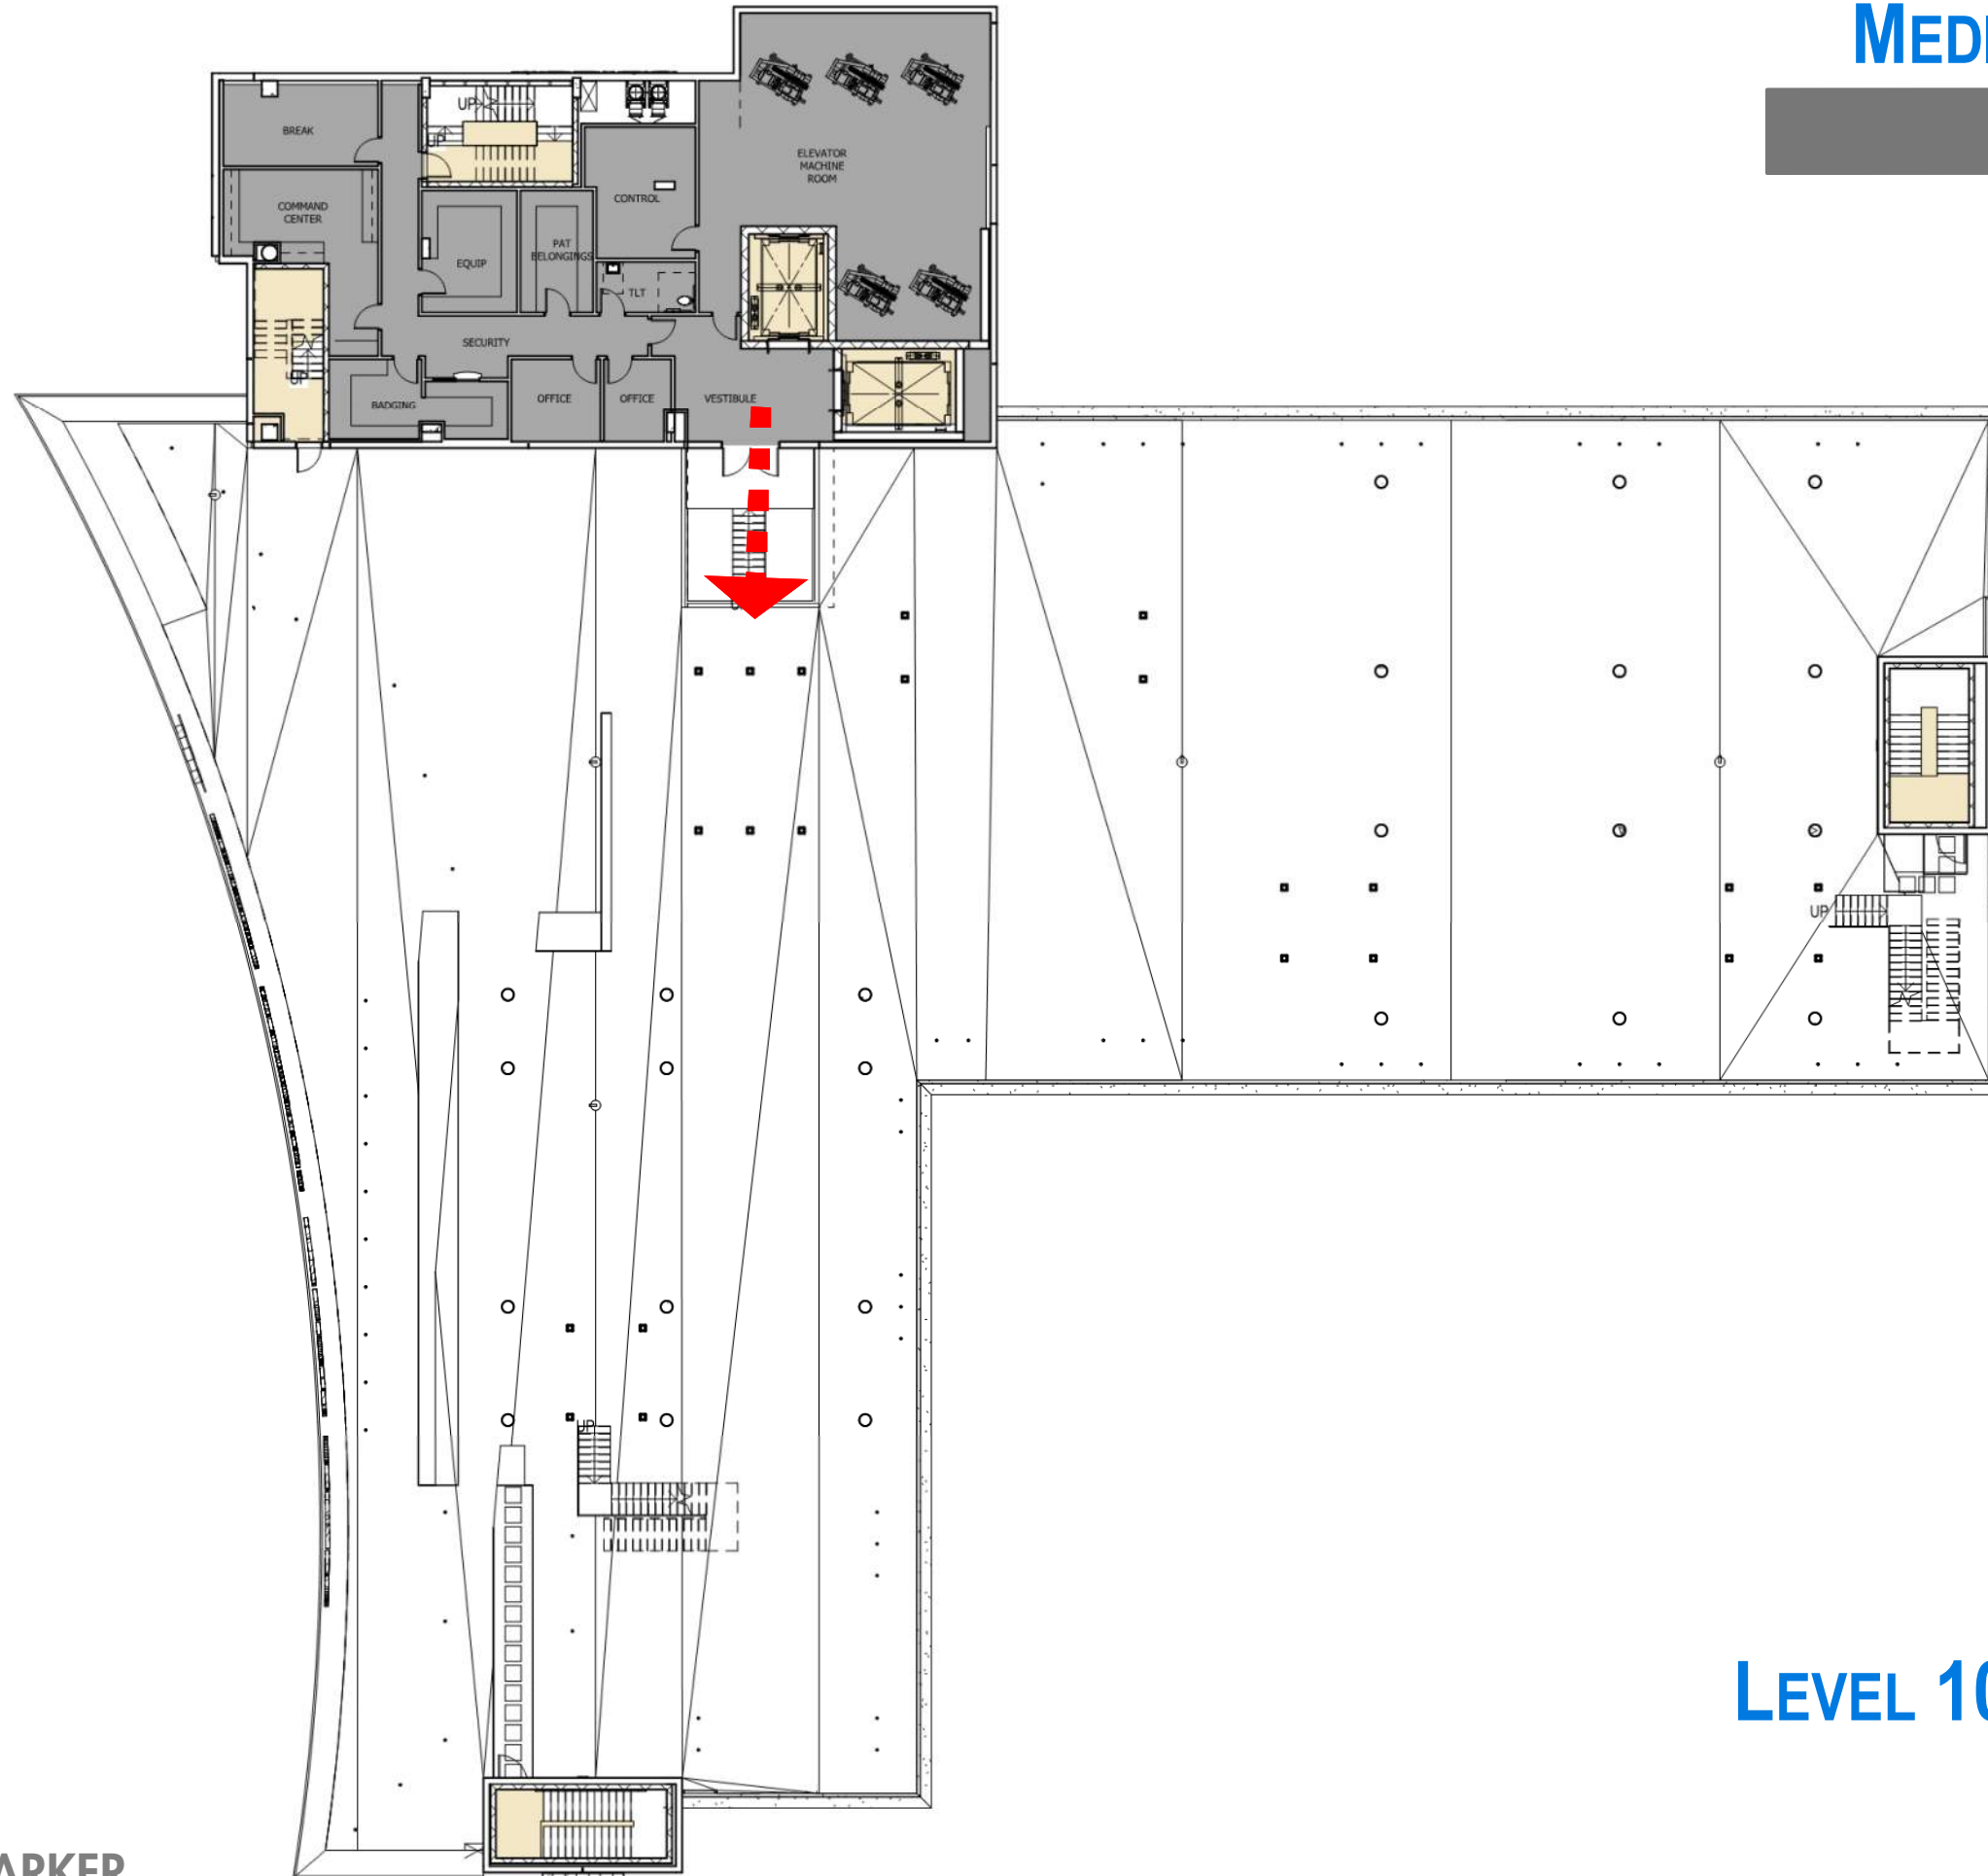 MEDI
UP
BREAK
UP
ELEVATOR
MACHINE
ROOM
CONTROL
COMMAND
CENTER
PAT
BELONGINGS
EQUIP
TLT
SECURITY
UP
BADGING
OFFICE
OFFICE
VESTIBULE
UP
UP
LEVEL 10
ARKER